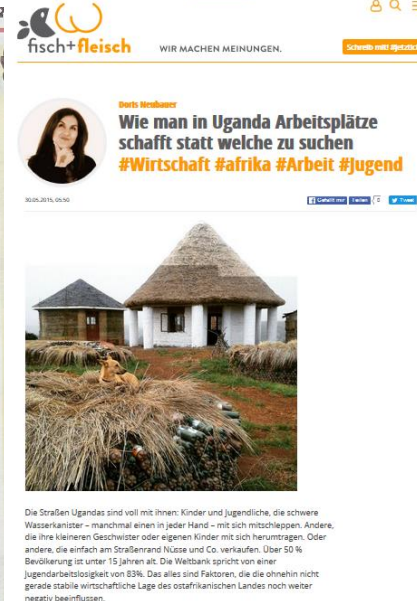 fisch+fleisch
WIR MACHEN MEINUNGEN.
Schreib mit! #jetzt
Doris Neubauer
Wie man in Uganda Arbeitsplätze
schafft statt welche zu suchen
#Wirtschaft #afrika #Arbeit #Jugend
30.05.2015, 05:50
Gefällt mir Teilen Tweet
Die Straßen Ugandas sind voll mit ihnen: Kinder und Jugendliche, die schwere
Wasserkanister – manchmal einen in jeder Hand – mit sich mitschleppen. Andere,
die ihre kleineren Geschwister oder eigenen Kinder mit sich herumtragen. Oder
andere, die einfach am Straßenrand Nüsse und Co. verkaufen. Über 50 %
Bevölkerung ist unter 15 Jahren alt. Die Weltbank spricht von einer
Jugendarbeitslosigkeit von 83%. Das alles sind Faktoren, die die ohnehin nicht
gerade stabile wirtschaftliche Lage des ostafrikanischen Landes noch weiter
negativ beeinflussen.